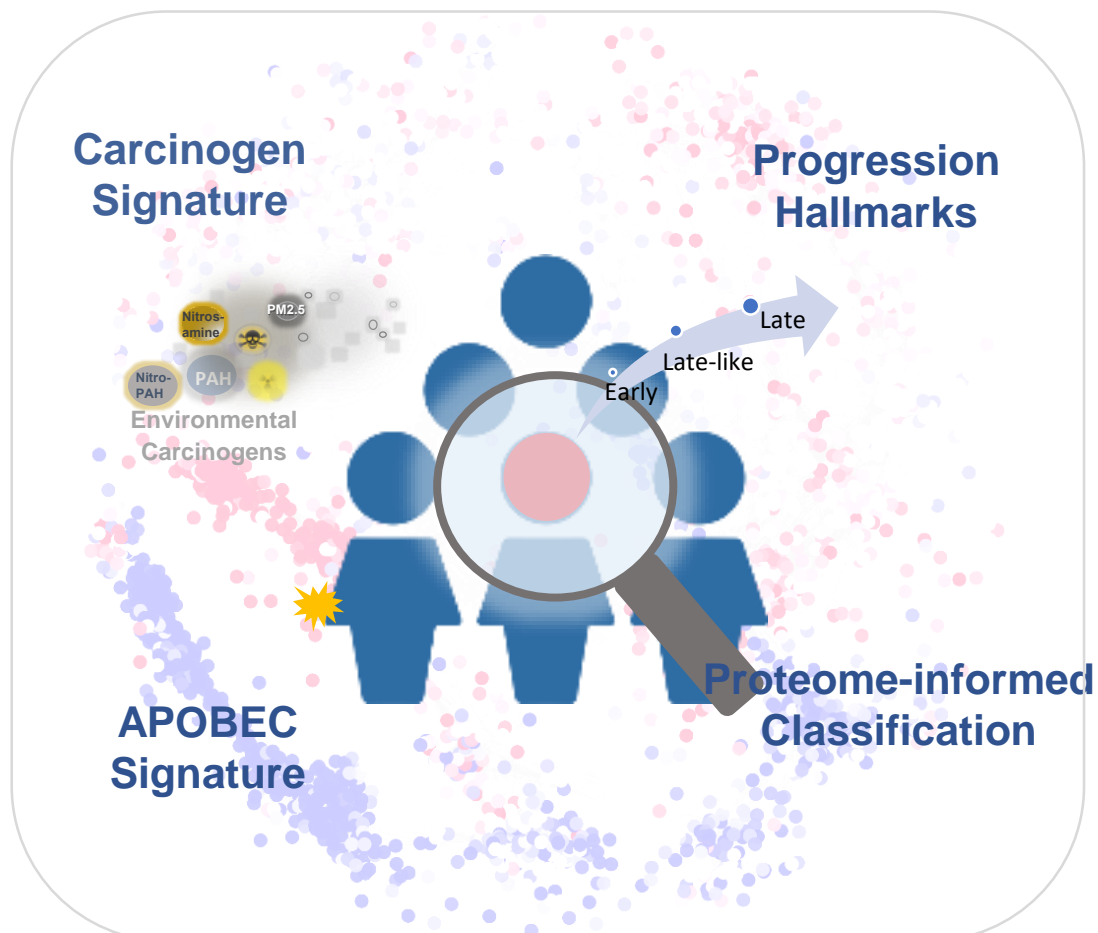 Carcinogen
Signature
Progression
Hallmarks
PM2.5
Nitros-
amine
Nitro-
PAH
PAH
Environmental
Carcinogens
Late
Late-like
Early
APOBEC
Signature
Proteome-informed
Classification